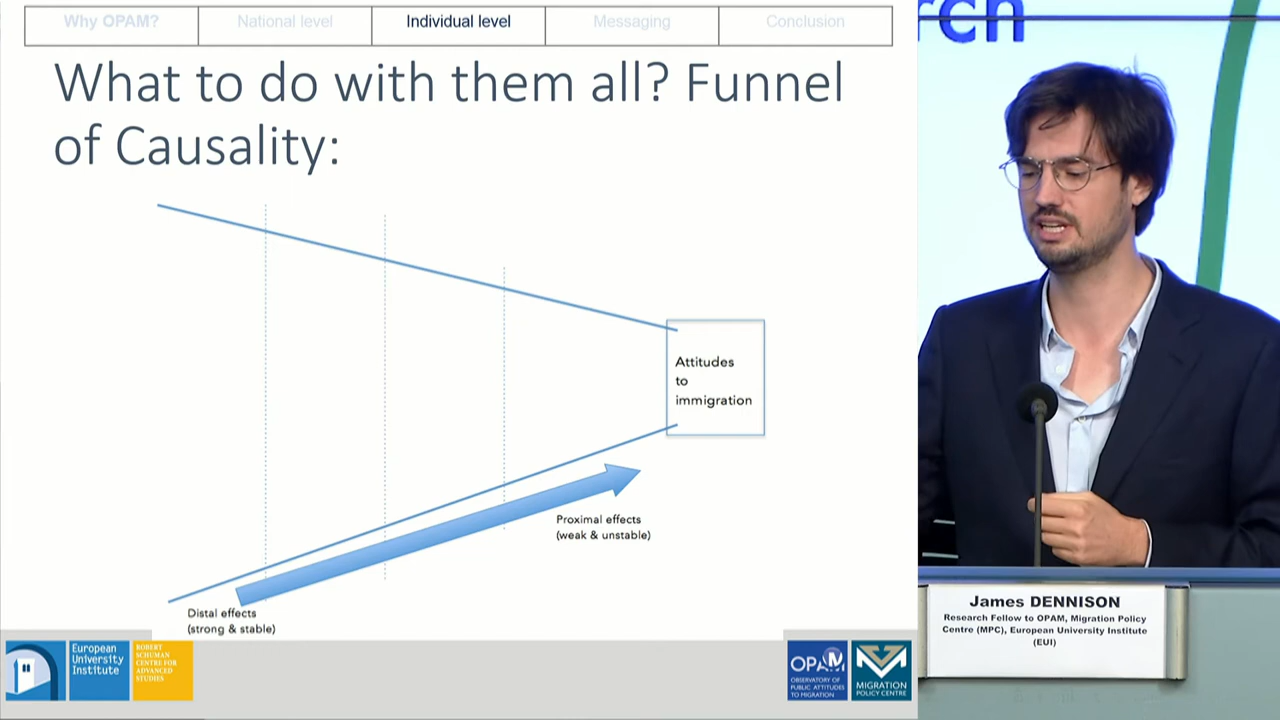 Why OPAM?
National level
Individual level
Messaging
Conclusion
What to do with them all? Funnel
of Causality:
Attitudes
to
immigration
Proximal effects
(weak & unstable)
Distal effects
(strong & stable)
European
University
Institute
ROBERT
SCHUMAN
CENTRE FOR
ADVANCED
STUDIES
OPAM
OBSERVATORY OF
PUBLIC ATTITUDES
TO MIGRATION
MIGRATION
POLICY CENTRE
rch
James DENNISON
Research Fellow to OPAM, Migration Policy
Centre (MPC), European University Institute
(EUI)